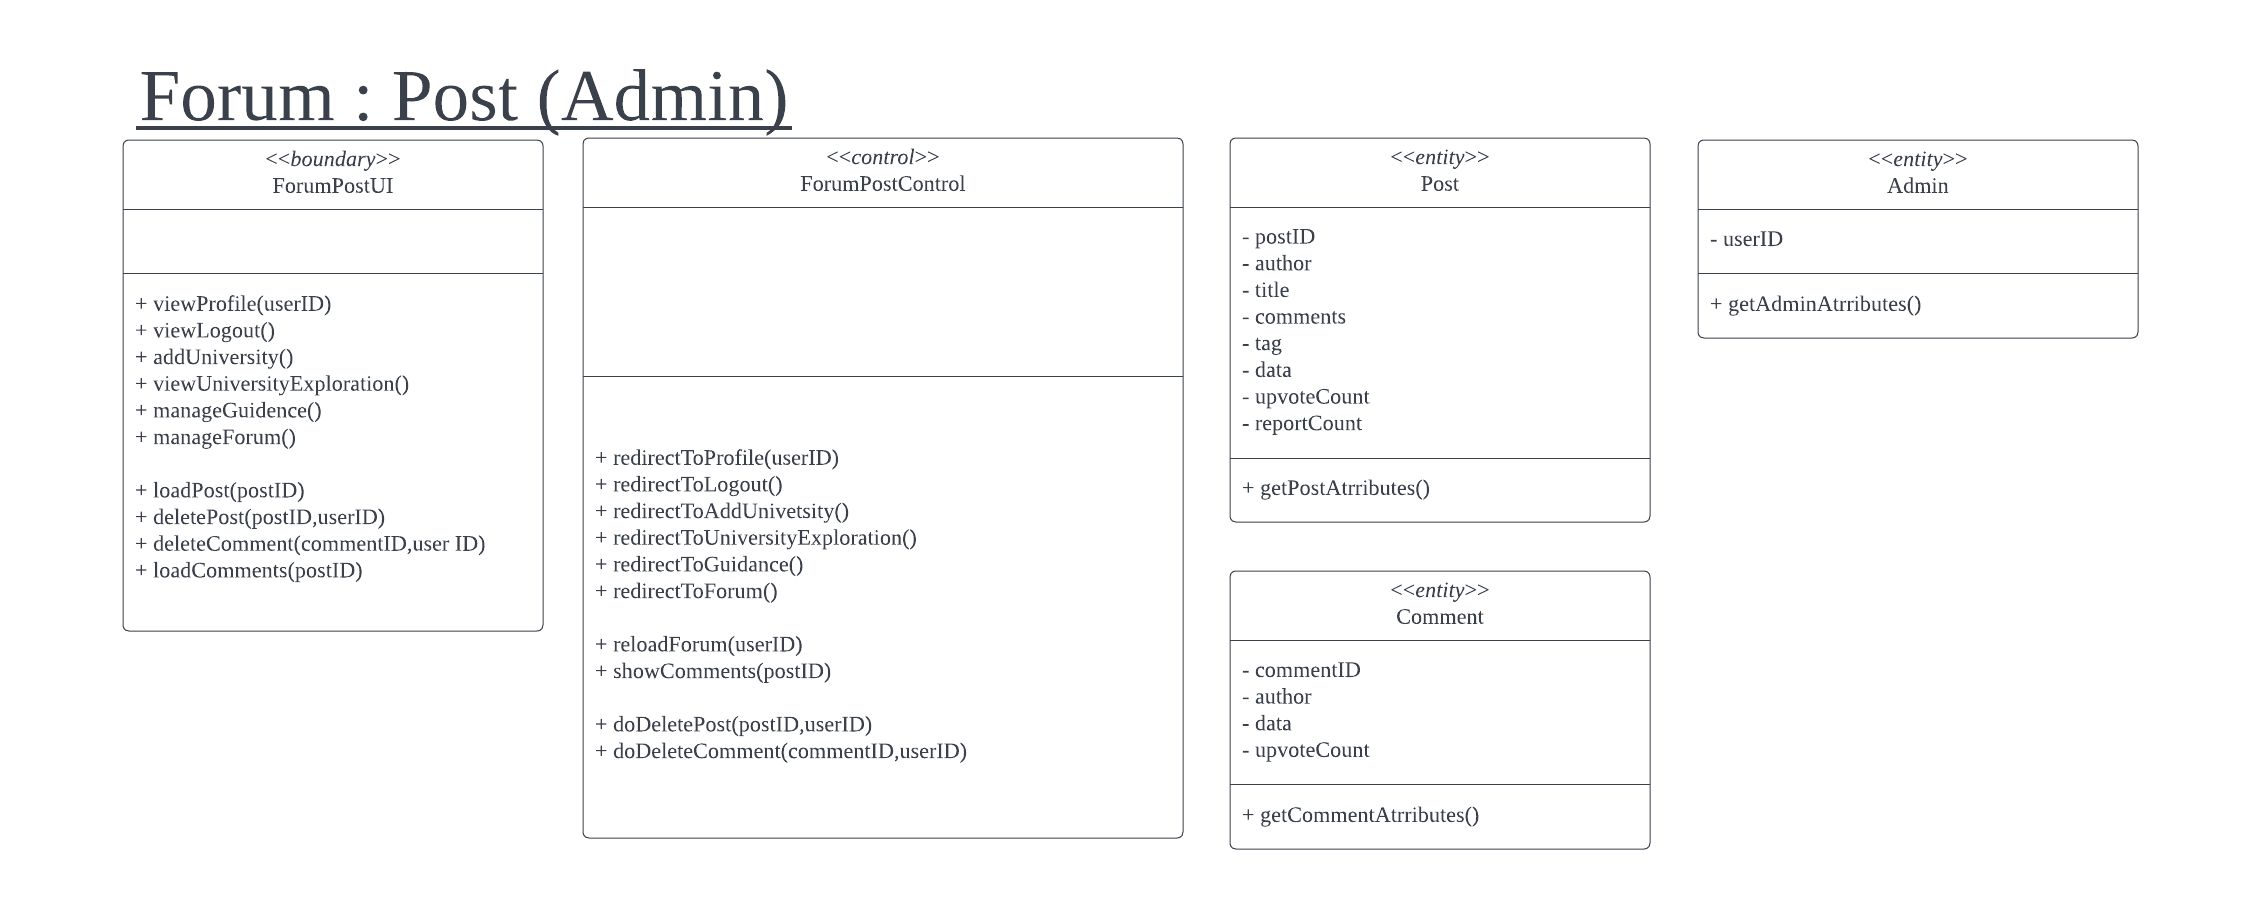 Forum : Post (Admin)
<<boundary>>
ForumPostUI
+ viewProfile(userID)
+ viewLogout()
+ addUniversity()
+ viewUniversityExploration()
+ manageGuidence()
+ manageForum()
+ loadPost(postID)
+ deletePost(postID,userID)
+ deleteComment(commentID,user ID)
+ loadComments(postID)
<<control>>
ForumPostControl
+ redirectToProfile(userID)
+ redirectToLogout()
+ redirectToAddUnivetsity()
+ redirectToUniversityExploration()
+ redirectToGuidance()
+ redirectToForum()
+ reloadForum(userID)
+ showComments(postID)
+ doDeletePost(postID,userID)
+ doDeleteComment(commentID,userID)
<<entity>>
Post
- postID
- author
- title
- comments
- tag
- data
- upvoteCount
- reportCount
+ getPostAtrributes()
<<entity>>
Comment
- commentID
- author
- data
- upvoteCount
+ getCommentAtrributes()
<<entity>>
Admin
- userID
+ getAdminAtrributes()